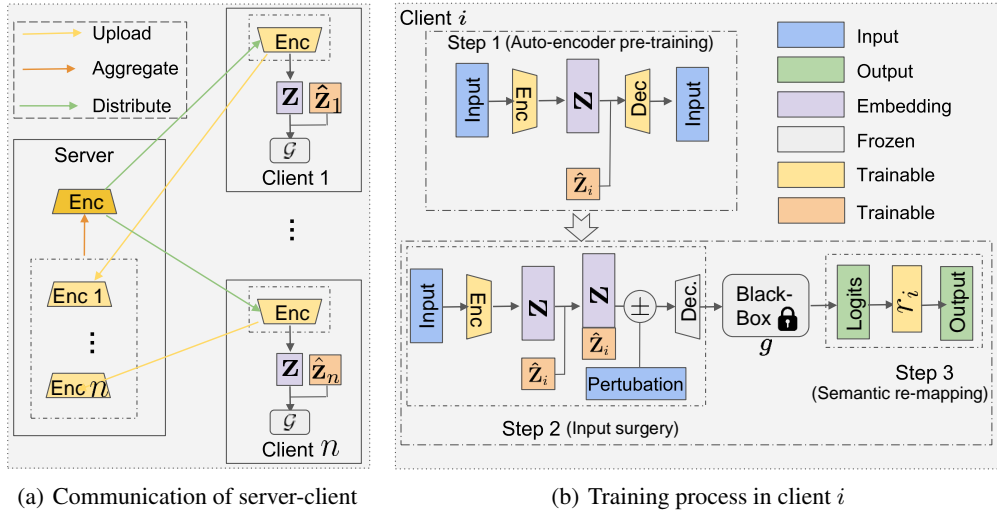 Upload
Aggregate
Distribute
Server
Enc
Enc 1
...
Enc n
Enc
Z Ẑ₁
𝒢
Client 1
...
Enc
Z Ẑₙ
𝒢
Client n
(a) Communication of server-client
Client i
Step 1 (Auto-encoder pre-training)
Input
Enc
Z
Dec
Input
Ẑᵢ
Input
Output
Embedding
Frozen
Trainable
Trainable
Input
Enc
Z
Ẑᵢ
Z
Ẑᵢ
±
Pertubation
Dec.
Black-
Box
g
Logits
rᵢ
Output
Step 3
(Semantic re-mapping)
Step 2 (Input surgery)
(b) Training process in client i